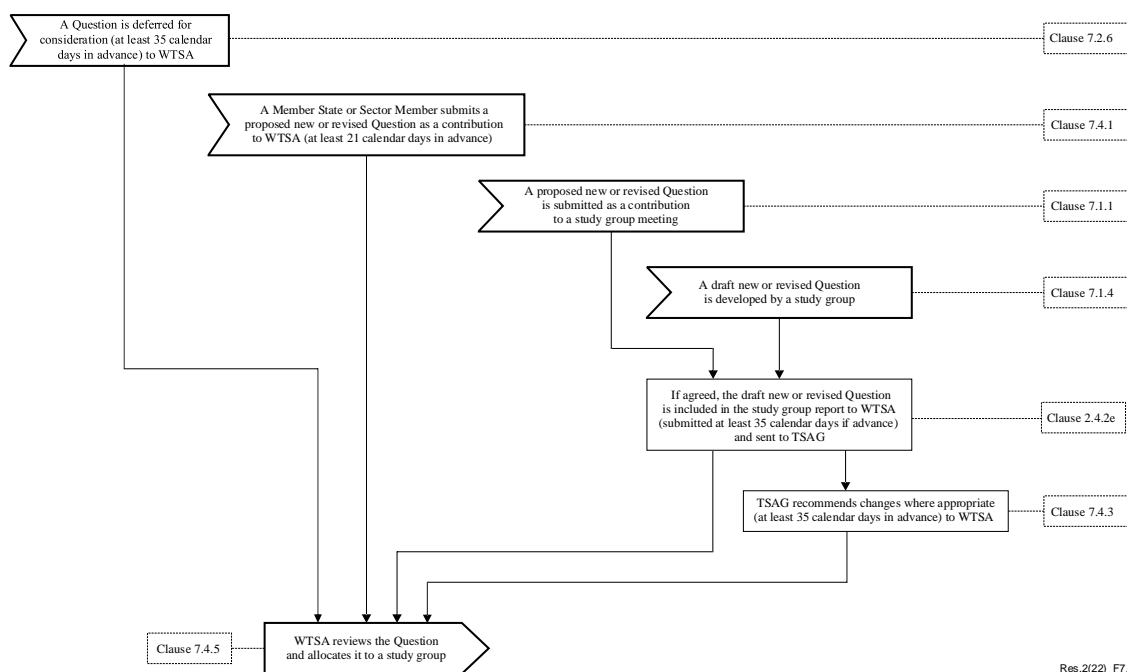 A Question is deferred for
consideration (at least 35 calendar
days in advance) to WTSA
Clause 7.2.6
A Member State or Sector Member submits a
proposed new or revised Question as a contribution
to WTSA (at least 21 calendar days in advance)
Clause 7.4.1
A proposed new or revised Question
is submitted as a contribution
to a study group meeting
Clause 7.1.1
A draft new or revised Question
is developed by a study group
Clause 7.1.4
If agreed, the draft new or revised Question
is included in the study group report to WTSA
(submitted at least 35 calendar days if advance)
and sent to TSAG
Clause 2.4.2e
TSAG recommends changes where appropriate
(at least 35 calendar days in advance) to WTSA
Clause 7.4.3
Clause 7.4.5
WTSA reviews the Question
and allocates it to a study group
Res.2(22)_F7.